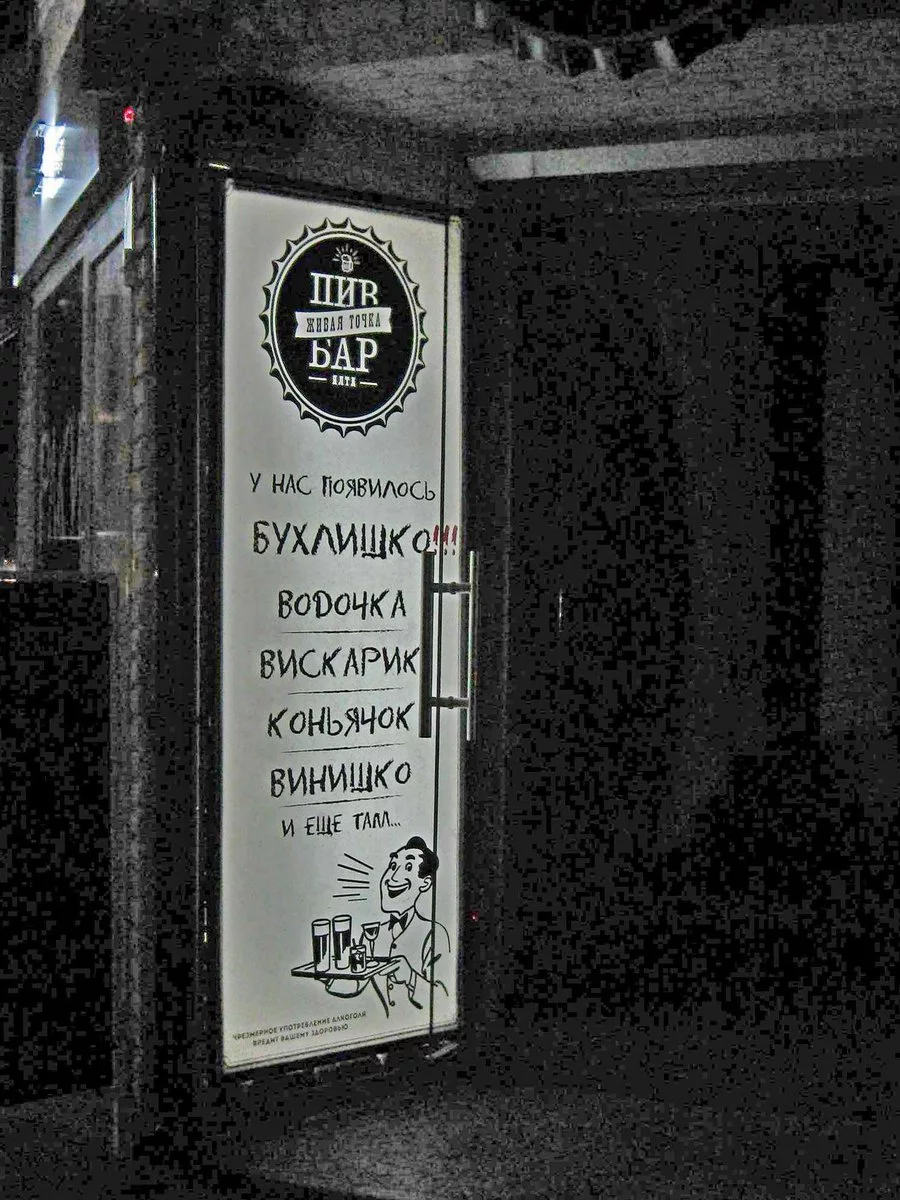 ПИВ
ЖИВАЯ ТОЧКА
БАР
ЯЛТА
У НАС ПОЯВИЛОСЬ
БУХЛИШКО!!!
ВОДОЧКА
ВИСКАРИК
КОНЬЯЧОК
ВИНИШКО
И ЕЩЕ ТАМ...
ЧРЕЗМЕРНОЕ УПОТРЕБЛЕНИЕ АЛКОГОЛЯ
ВРЕДИТ ВАШЕМУ ЗДОРОВЬЮ